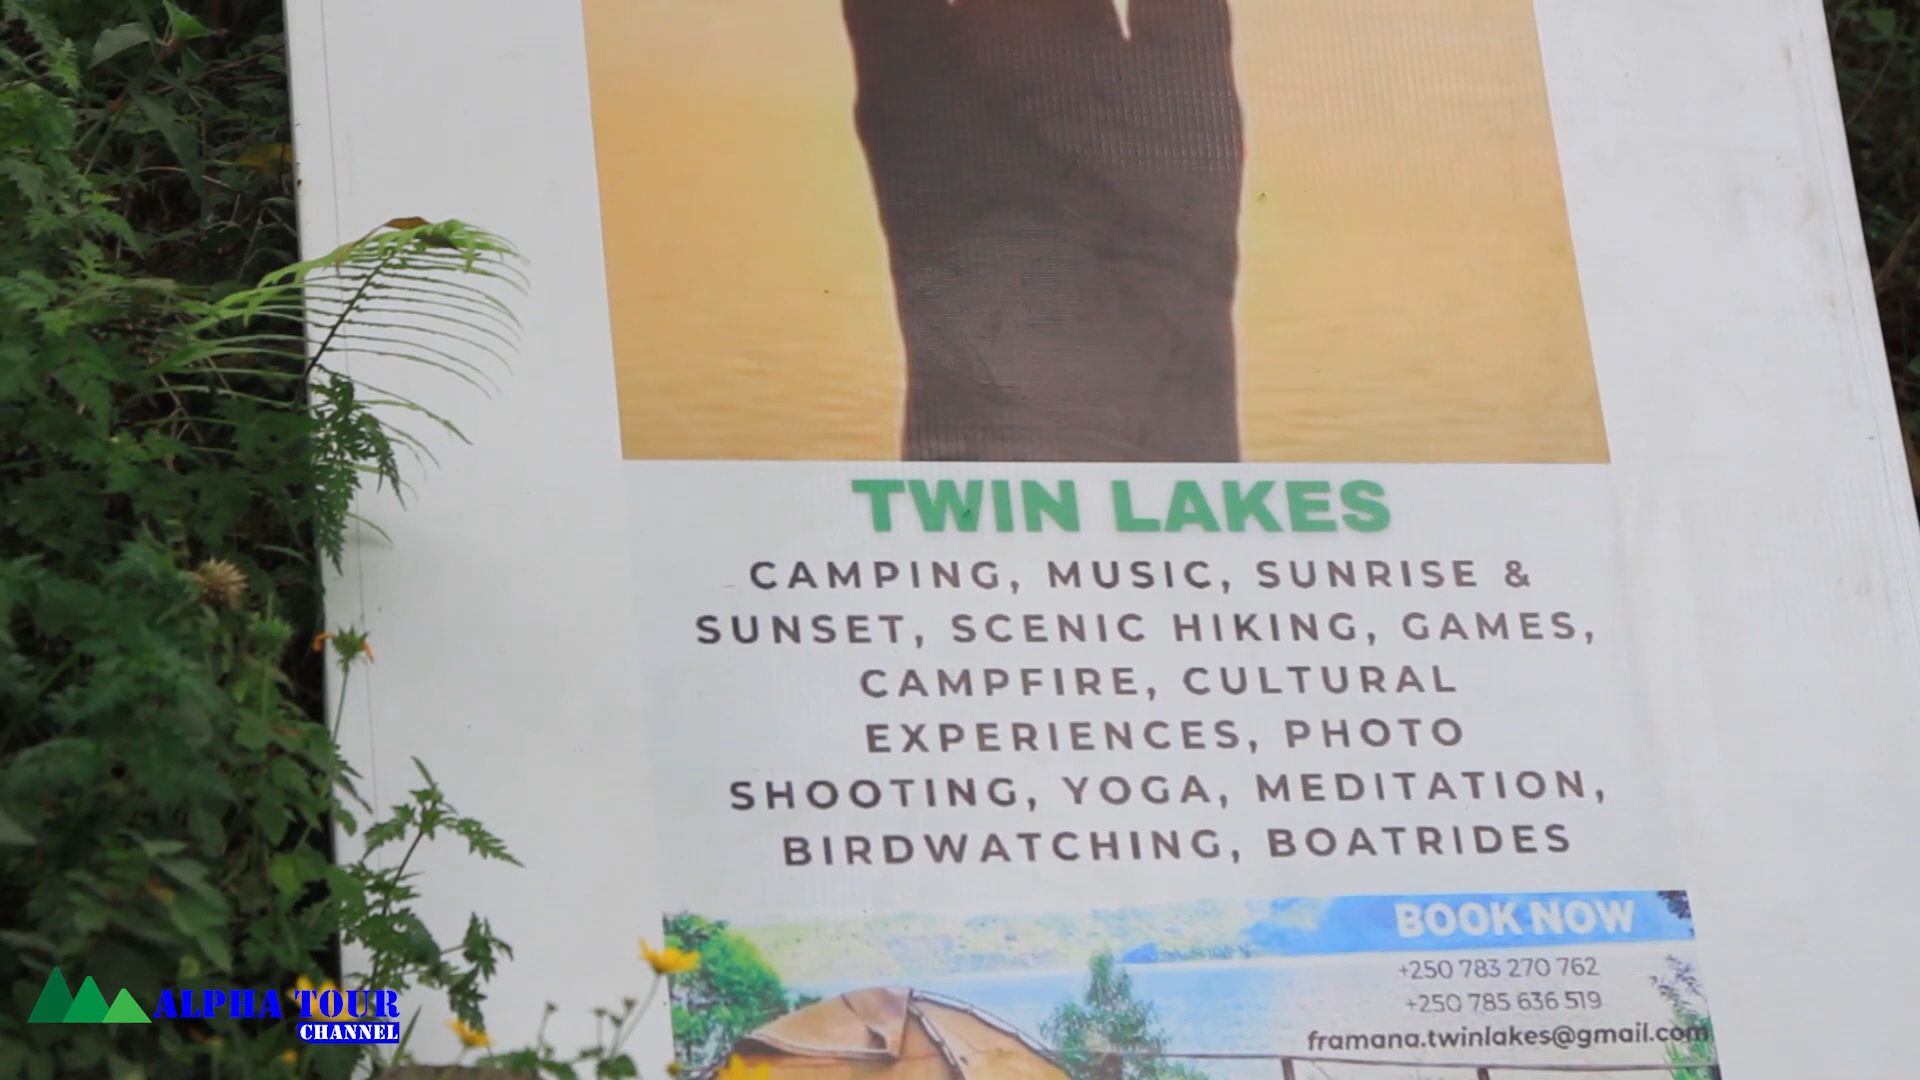 TWIN LAKES
CAMPING, MUSIC, SUNRISE &
SUNSET, SCENIC HIKING, GAMES,
CAMPFIRE, CULTURAL
EXPERIENCES, PHOTO
SHOOTING, YOGA, MEDITATION,
BIRDWATCHING, BOATRIDES
BOOK NOW
+250 783 270 762
+250 785 636 519
framana.twinlakes@gmail.com
ALPHA TOUR
CHANNEL